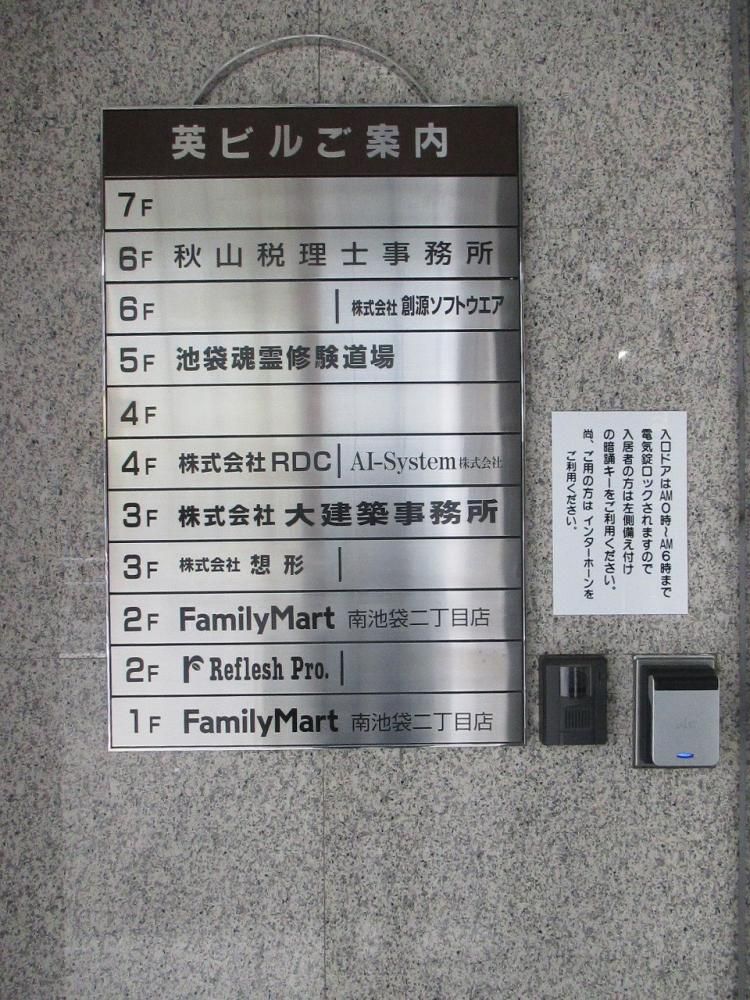 英ビルご案内
7F
6F 秋山税理士事務所
6F 株式会社 創源ソフトウエア
5F 池袋魂霊修験道場
4F
4F 株式会社RDC AI-System株式会社
3F 株式会社 大建築事務所
3F 株式会社 想形
2F FamilyMart 南池袋二丁目店
2F r Reflesh Pro.
1F FamilyMart 南池袋二丁目店
入口ドアはAM0時〜AM6時まで
電気錠ロックされますので
入居者の方は左側備え付け
の暗誦キーをご利用ください。
尚、ご用の方は インターホーンを
ご利用ください。